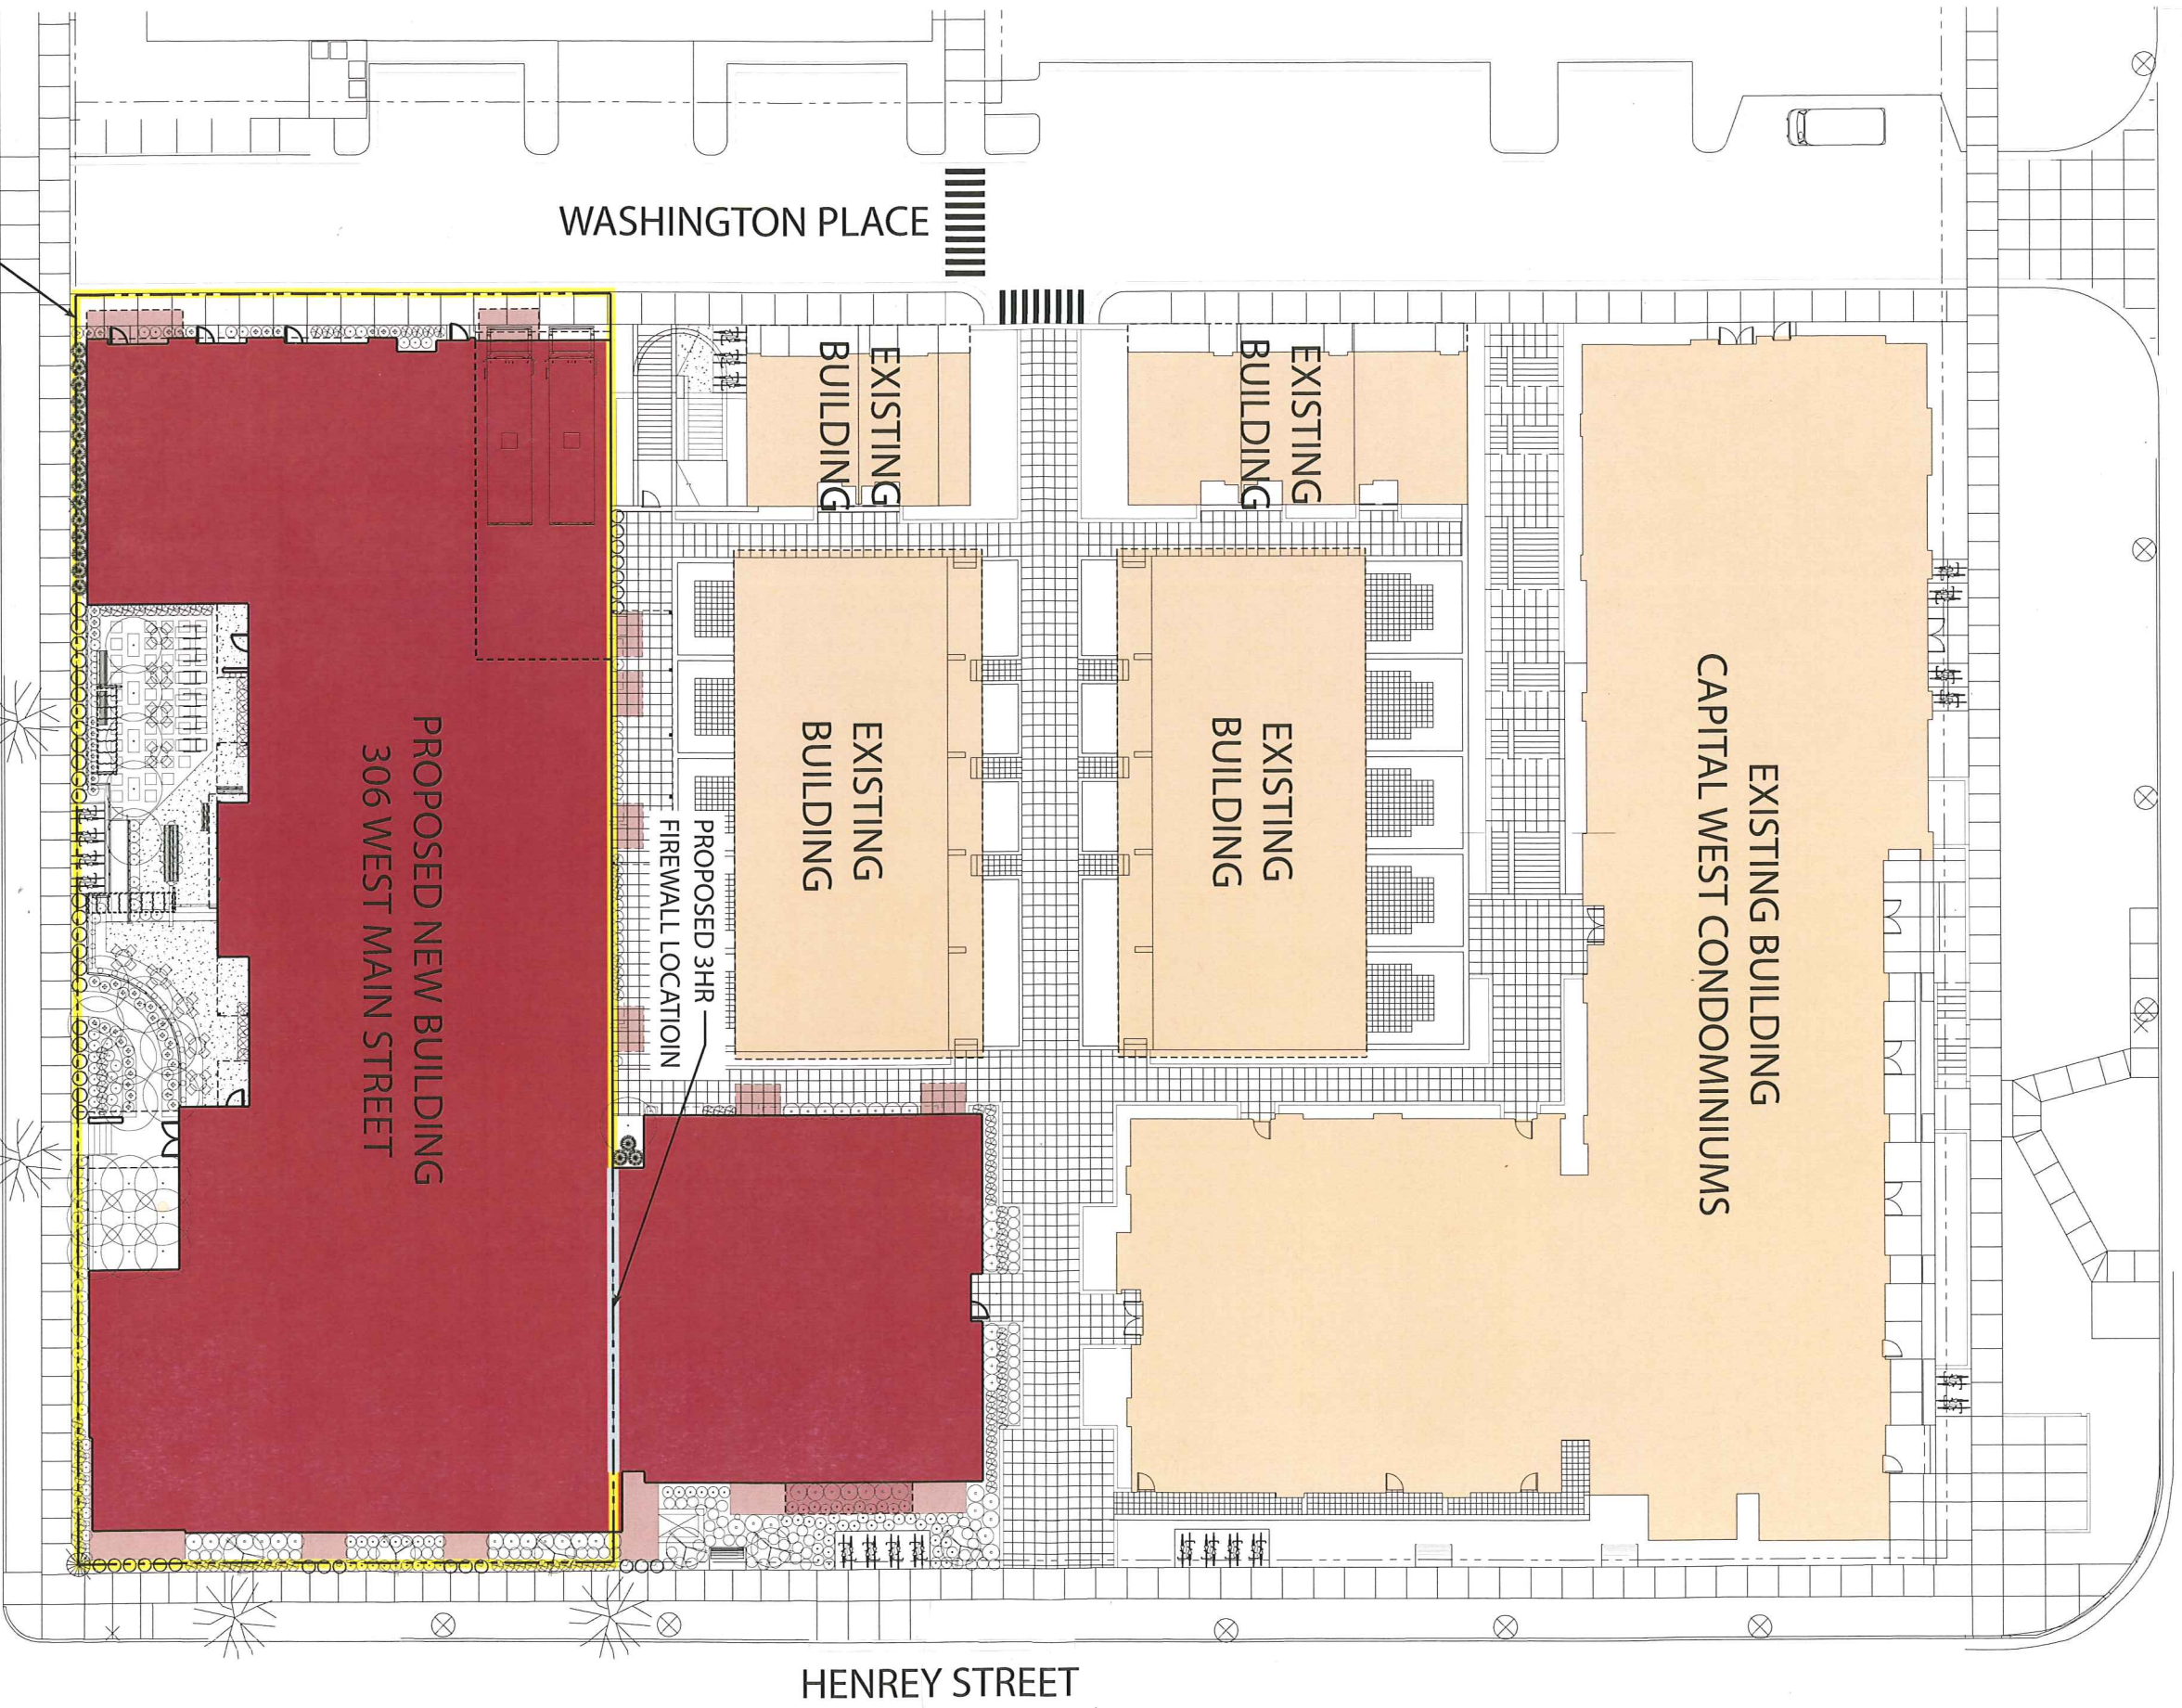 WASHINGTON PLACE
EXISTING
BUILDING
EXISTING
BUILDING
EXISTING
BUILDING
EXISTING
BUILDING
EXISTING BUILDING
CAPITAL WEST CONDOMINIUMS
PROPOSED NEW BUILDING
306 WEST MAIN STREET
PROPOSED 3HR
FIREWALL LOCATIOIN
HENREY STREET